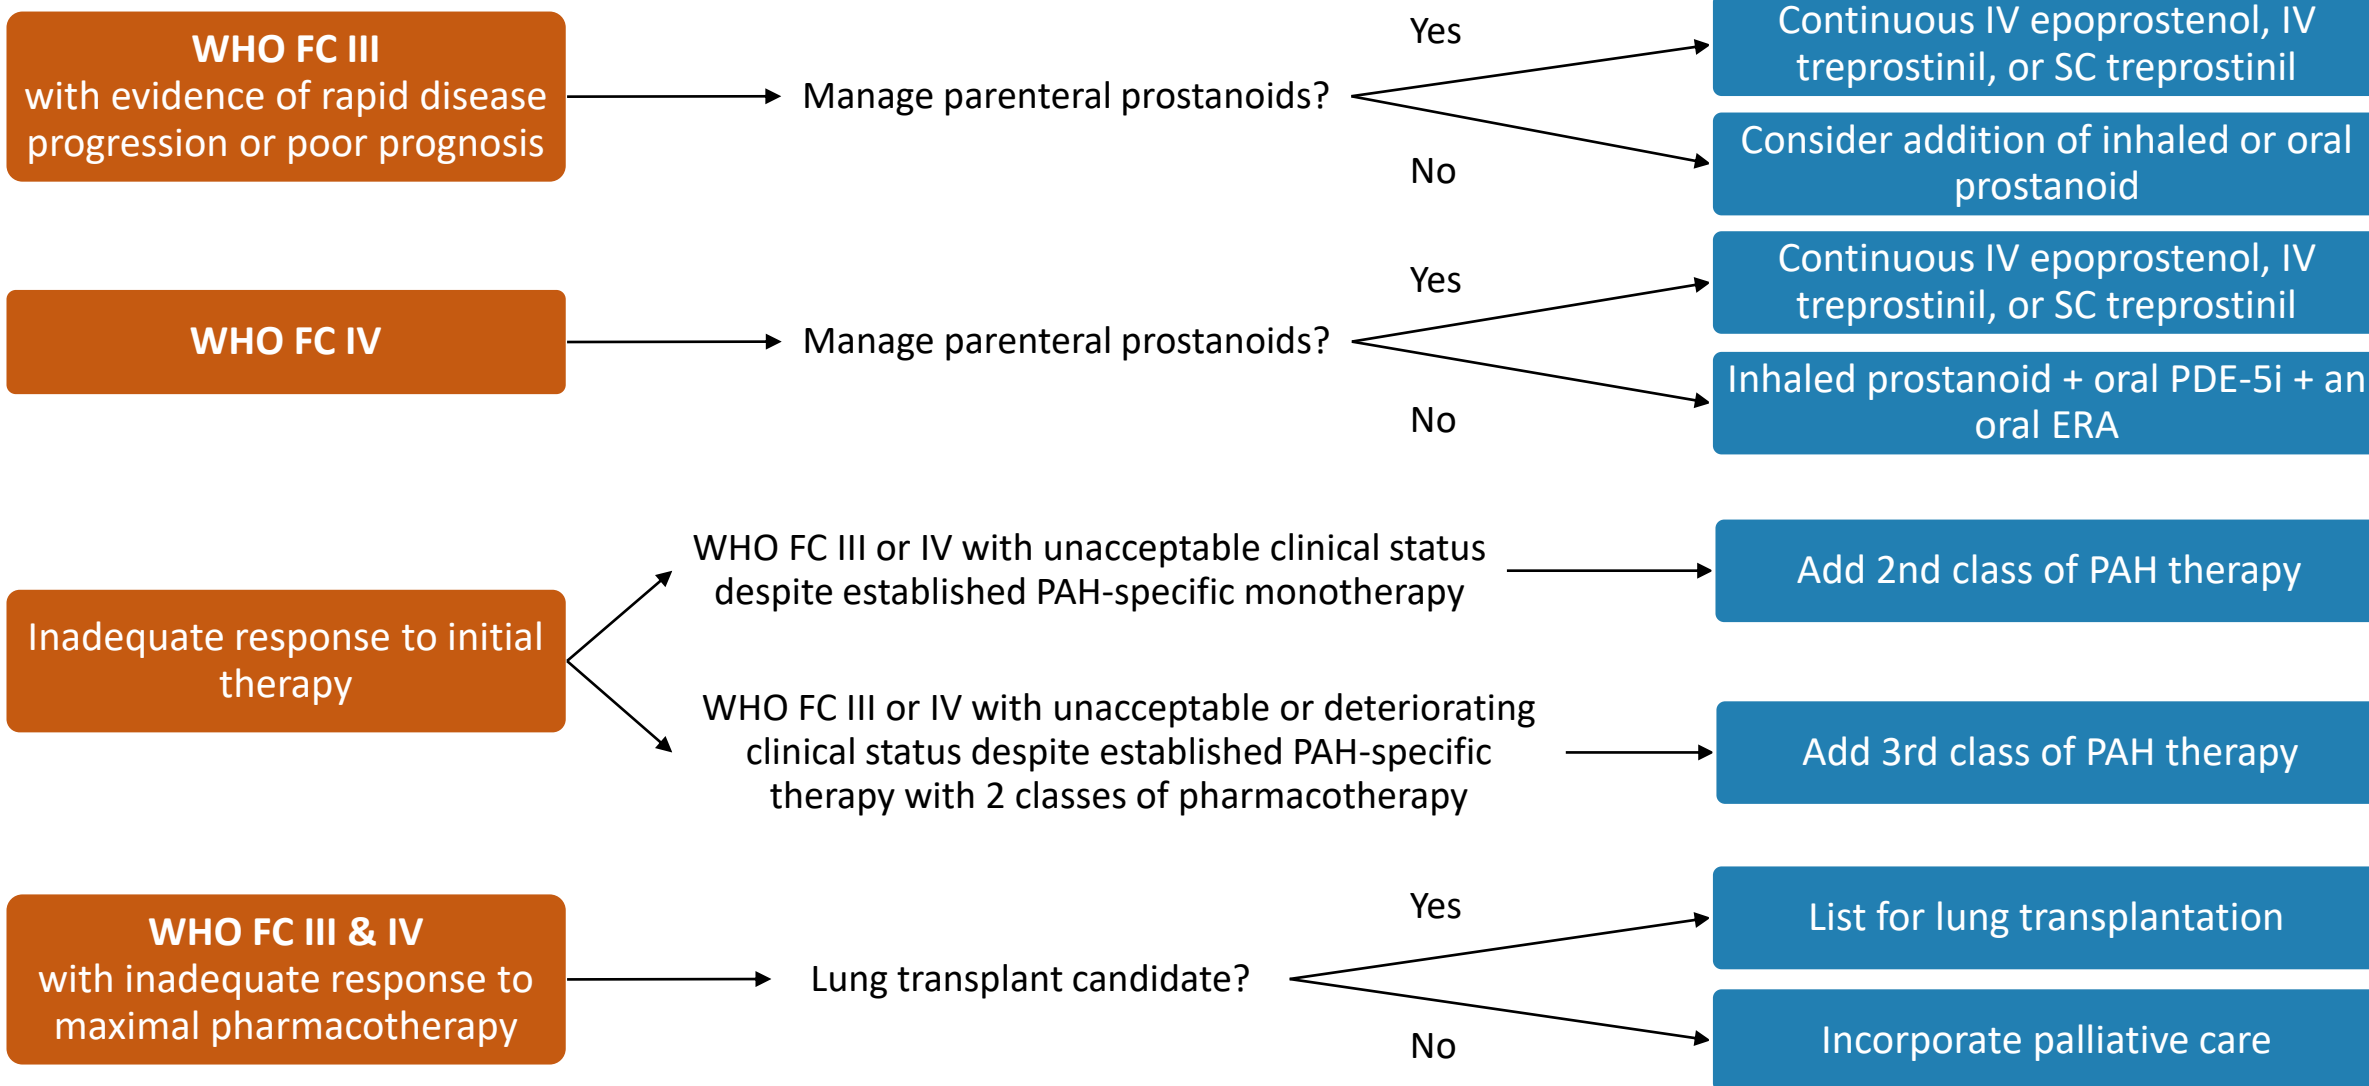 WHO FC III
with evidence of rapid disease
progression or poor prognosis
Manage parenteral prostanoids?
Yes
Continuous IV epoprostenol, IV
treprostinil, or SC treprostinil
No
Consider addition of inhaled or oral
prostanoid
WHO FC IV
Manage parenteral prostanoids?
Yes
Continuous IV epoprostenol, IV
treprostinil, or SC treprostinil
No
Inhaled prostanoid + oral PDE-5i + an
oral ERA
Inadequate response to initial
therapy
WHO FC III or IV with unacceptable clinical status
despite established PAH-specific monotherapy
Add 2nd class of PAH therapy
WHO FC III or IV with unacceptable or deteriorating
clinical status despite established PAH-specific
therapy with 2 classes of pharmacotherapy
Add 3rd class of PAH therapy
WHO FC III & IV
with inadequate response to
maximal pharmacotherapy
Lung transplant candidate?
Yes
List for lung transplantation
No
Incorporate palliative care